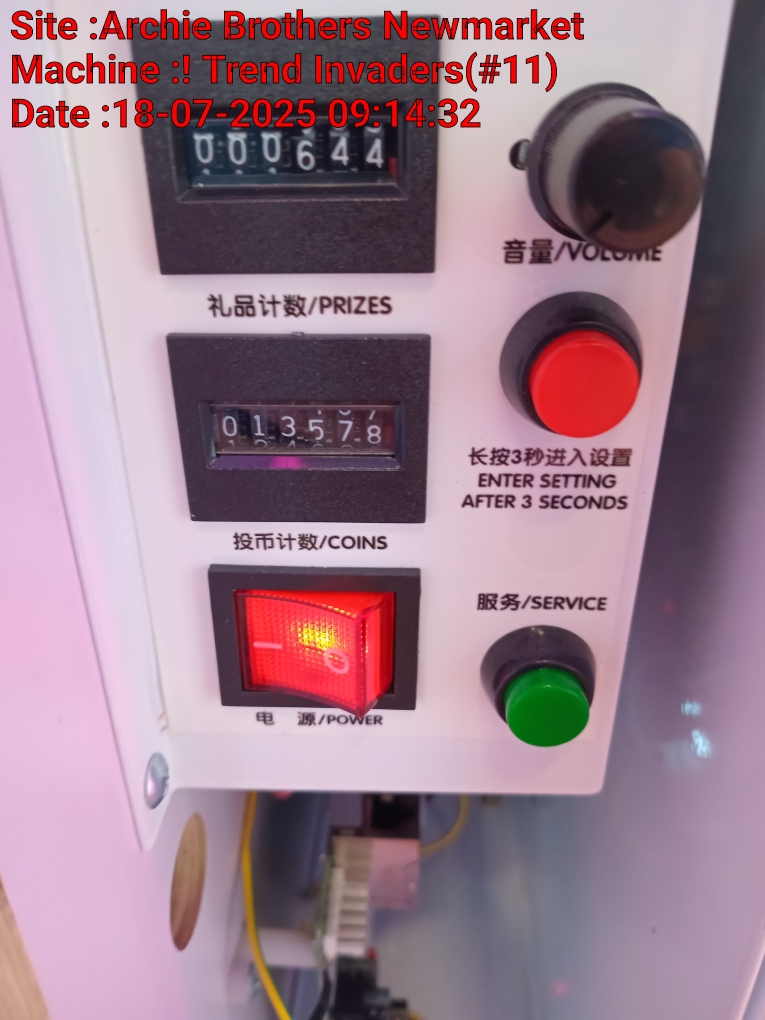 Site :Archie Brothers Newmarket
Machine :! Trend Invaders(#11)
Date :18-07-2025 09:14:32
000644
音量/VOLUME
礼品计数/PRIZES
013578
长按3秒进入设置
ENTER SETTING
AFTER 3 SECONDS
投币计数/COINS
服务/SERVICE
— O
电 源/POWER